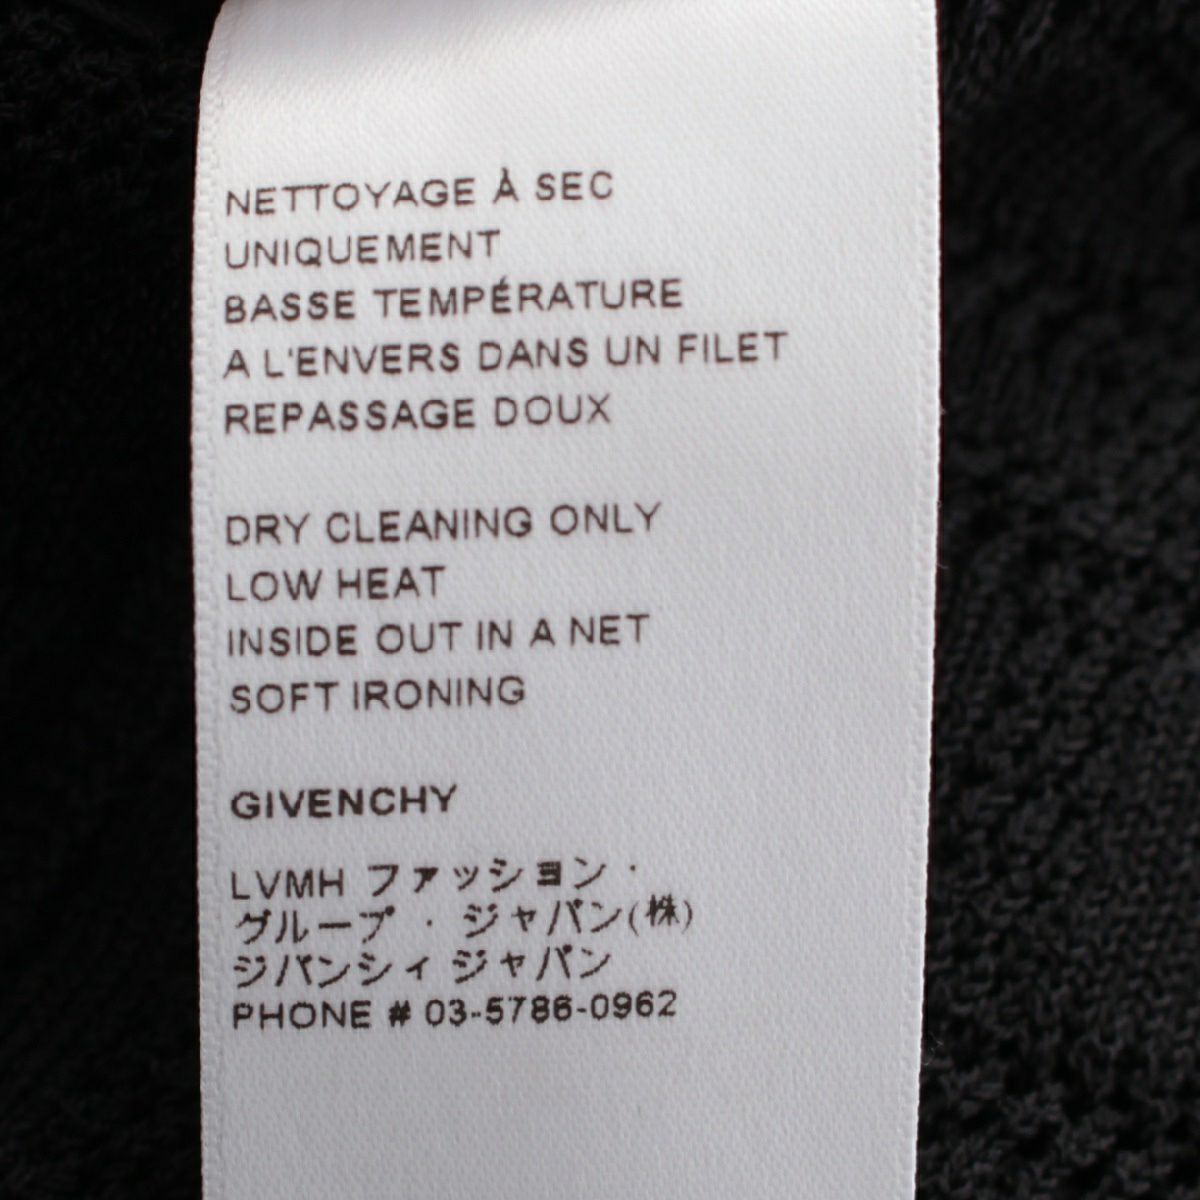 NETTOYAGE À SEC
UNIQUEMENT
BASSE TEMPÉRATURE
A L'ENVERS DANS UN FILET
REPASSAGE DOUX
DRY CLEANING ONLY
LOW HEAT
INSIDE OUT IN A NET
SOFT IRONING
GIVENCHY
LVMH ファッション・
グループ・ジャパン(株)
ジバンシィ ジャパン
PHONE # 03-5786-0962